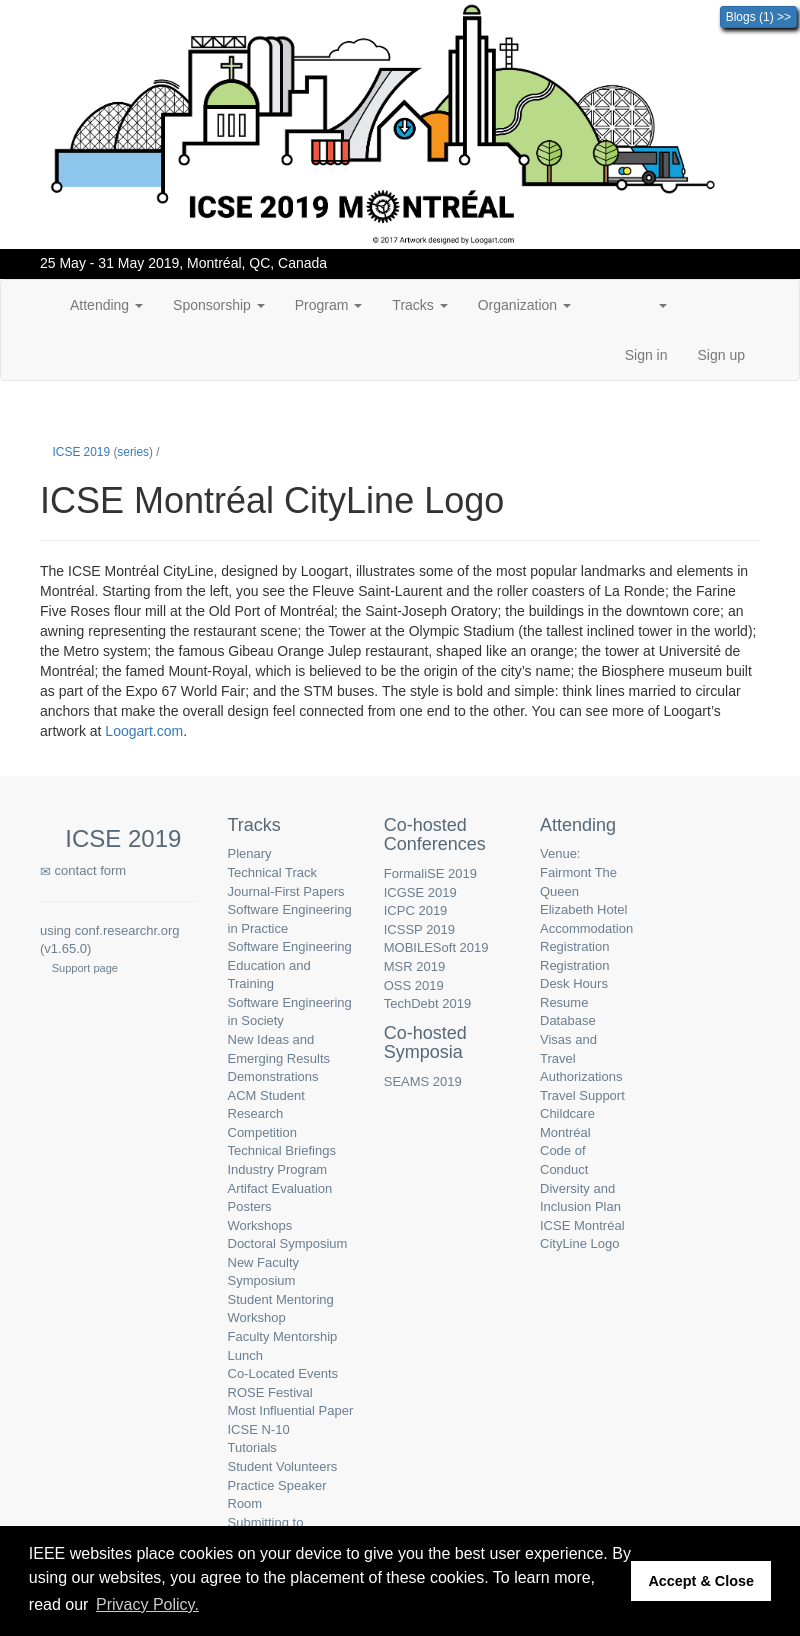 Blogs (1) >>
ICSE 2019 MONTRÉAL
© 2017 Artwork designed by Loogart.com
25 May - 31 May 2019, Montréal, QC, Canada
Attending Sponsorship Program Tracks Organization
Sign in Sign up
ICSE 2019 (series) /
ICSE Montréal CityLine Logo
The ICSE Montréal CityLine, designed by Loogart, illustrates some of the most popular landmarks and elements in
Montréal. Starting from the left, you see the Fleuve Saint-Laurent and the roller coasters of La Ronde; the Farine
Five Roses flour mill at the Old Port of Montréal; the Saint-Joseph Oratory; the buildings in the downtown core; an
awning representing the restaurant scene; the Tower at the Olympic Stadium (the tallest inclined tower in the world);
the Metro system; the famous Gibeau Orange Julep restaurant, shaped like an orange; the tower at Université de
Montréal; the famed Mount-Royal, which is believed to be the origin of the city’s name; the Biosphere museum built
as part of the Expo 67 World Fair; and the STM buses. The style is bold and simple: think lines married to circular
anchors that make the overall design feel connected from one end to the other. You can see more of Loogart’s
artwork at Loogart.com.
ICSE 2019
✉ contact form
using conf.researchr.org
(v1.65.0)
Support page
Tracks
Plenary
Technical Track
Journal-First Papers
Software Engineering
in Practice
Software Engineering
Education and
Training
Software Engineering
in Society
New Ideas and
Emerging Results
Demonstrations
ACM Student
Research
Competition
Technical Briefings
Industry Program
Artifact Evaluation
Posters
Workshops
Doctoral Symposium
New Faculty
Symposium
Student Mentoring
Workshop
Faculty Mentorship
Lunch
Co-Located Events
ROSE Festival
Most Influential Paper
ICSE N-10
Tutorials
Student Volunteers
Practice Speaker
Room
Submitting to
Co-hosted
Conferences
FormaliSE 2019
ICGSE 2019
ICPC 2019
ICSSP 2019
MOBILESoft 2019
MSR 2019
OSS 2019
TechDebt 2019
Co-hosted
Symposia
SEAMS 2019
Attending
Venue:
Fairmont The
Queen
Elizabeth Hotel
Accommodation
Registration
Registration
Desk Hours
Resume
Database
Visas and
Travel
Authorizations
Travel Support
Childcare
Montréal
Code of
Conduct
Diversity and
Inclusion Plan
ICSE Montréal
CityLine Logo
IEEE websites place cookies on your device to give you the best user experience. By
using our websites, you agree to the placement of these cookies. To learn more,
read our Privacy Policy.
Accept & Close